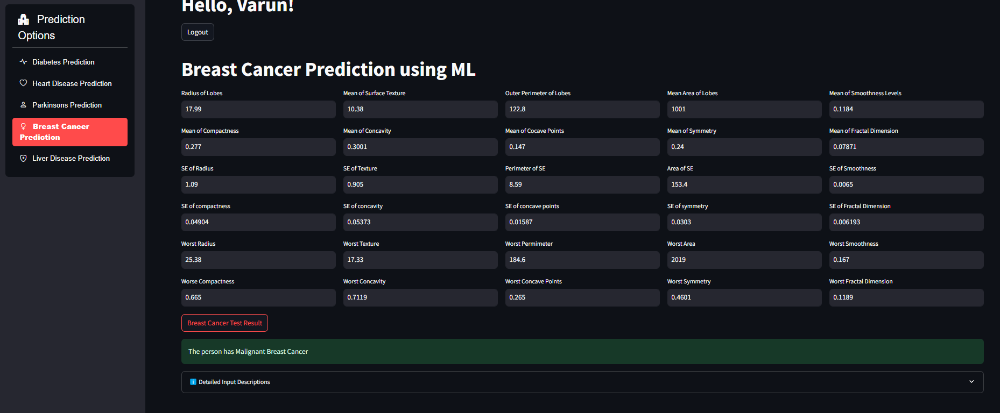 Prediction
Options
Diabetes Prediction
Heart Disease Prediction
Parkinsons Prediction
Breast Cancer
Prediction
Liver Disease Prediction
Hello, Varun!
Logout
Breast Cancer Prediction using ML
Radius of Lobes Mean of Surface Texture Outer Perimeter of Lobes Mean Area of Lobes Mean of Smoothness Levels
17.99 10.38 122.8 1001 0.1184
Mean of Compactness Mean of Concavity Mean of Cocave Points Mean of Symmetry Mean of Fractal Dimension
0.277 0.3001 0.147 0.24 0.07871
SE of Radius SE of Texture Perimeter of SE Area of SE SE of Smoothness
1.09 0.905 8.59 153.4 0.0065
SE of compactness SE of concavity SE of concave points SE of symmetry SE of Fractal Dimension
0.04904 0.05373 0.01587 0.0303 0.006193
Worst Radius Worst Texture Worst Permimeter Worst Area Worst Smoothness
25.38 17.33 184.6 2019 0.167
Worse Compactness Worst Concavity Worst Concave Points Worst Symmetry Worst Fractal Dimension
0.665 0.7119 0.265 0.4601 0.1189
Breast Cancer Test Result
The person has Malignant Breast Cancer
Detailed Input Descriptions